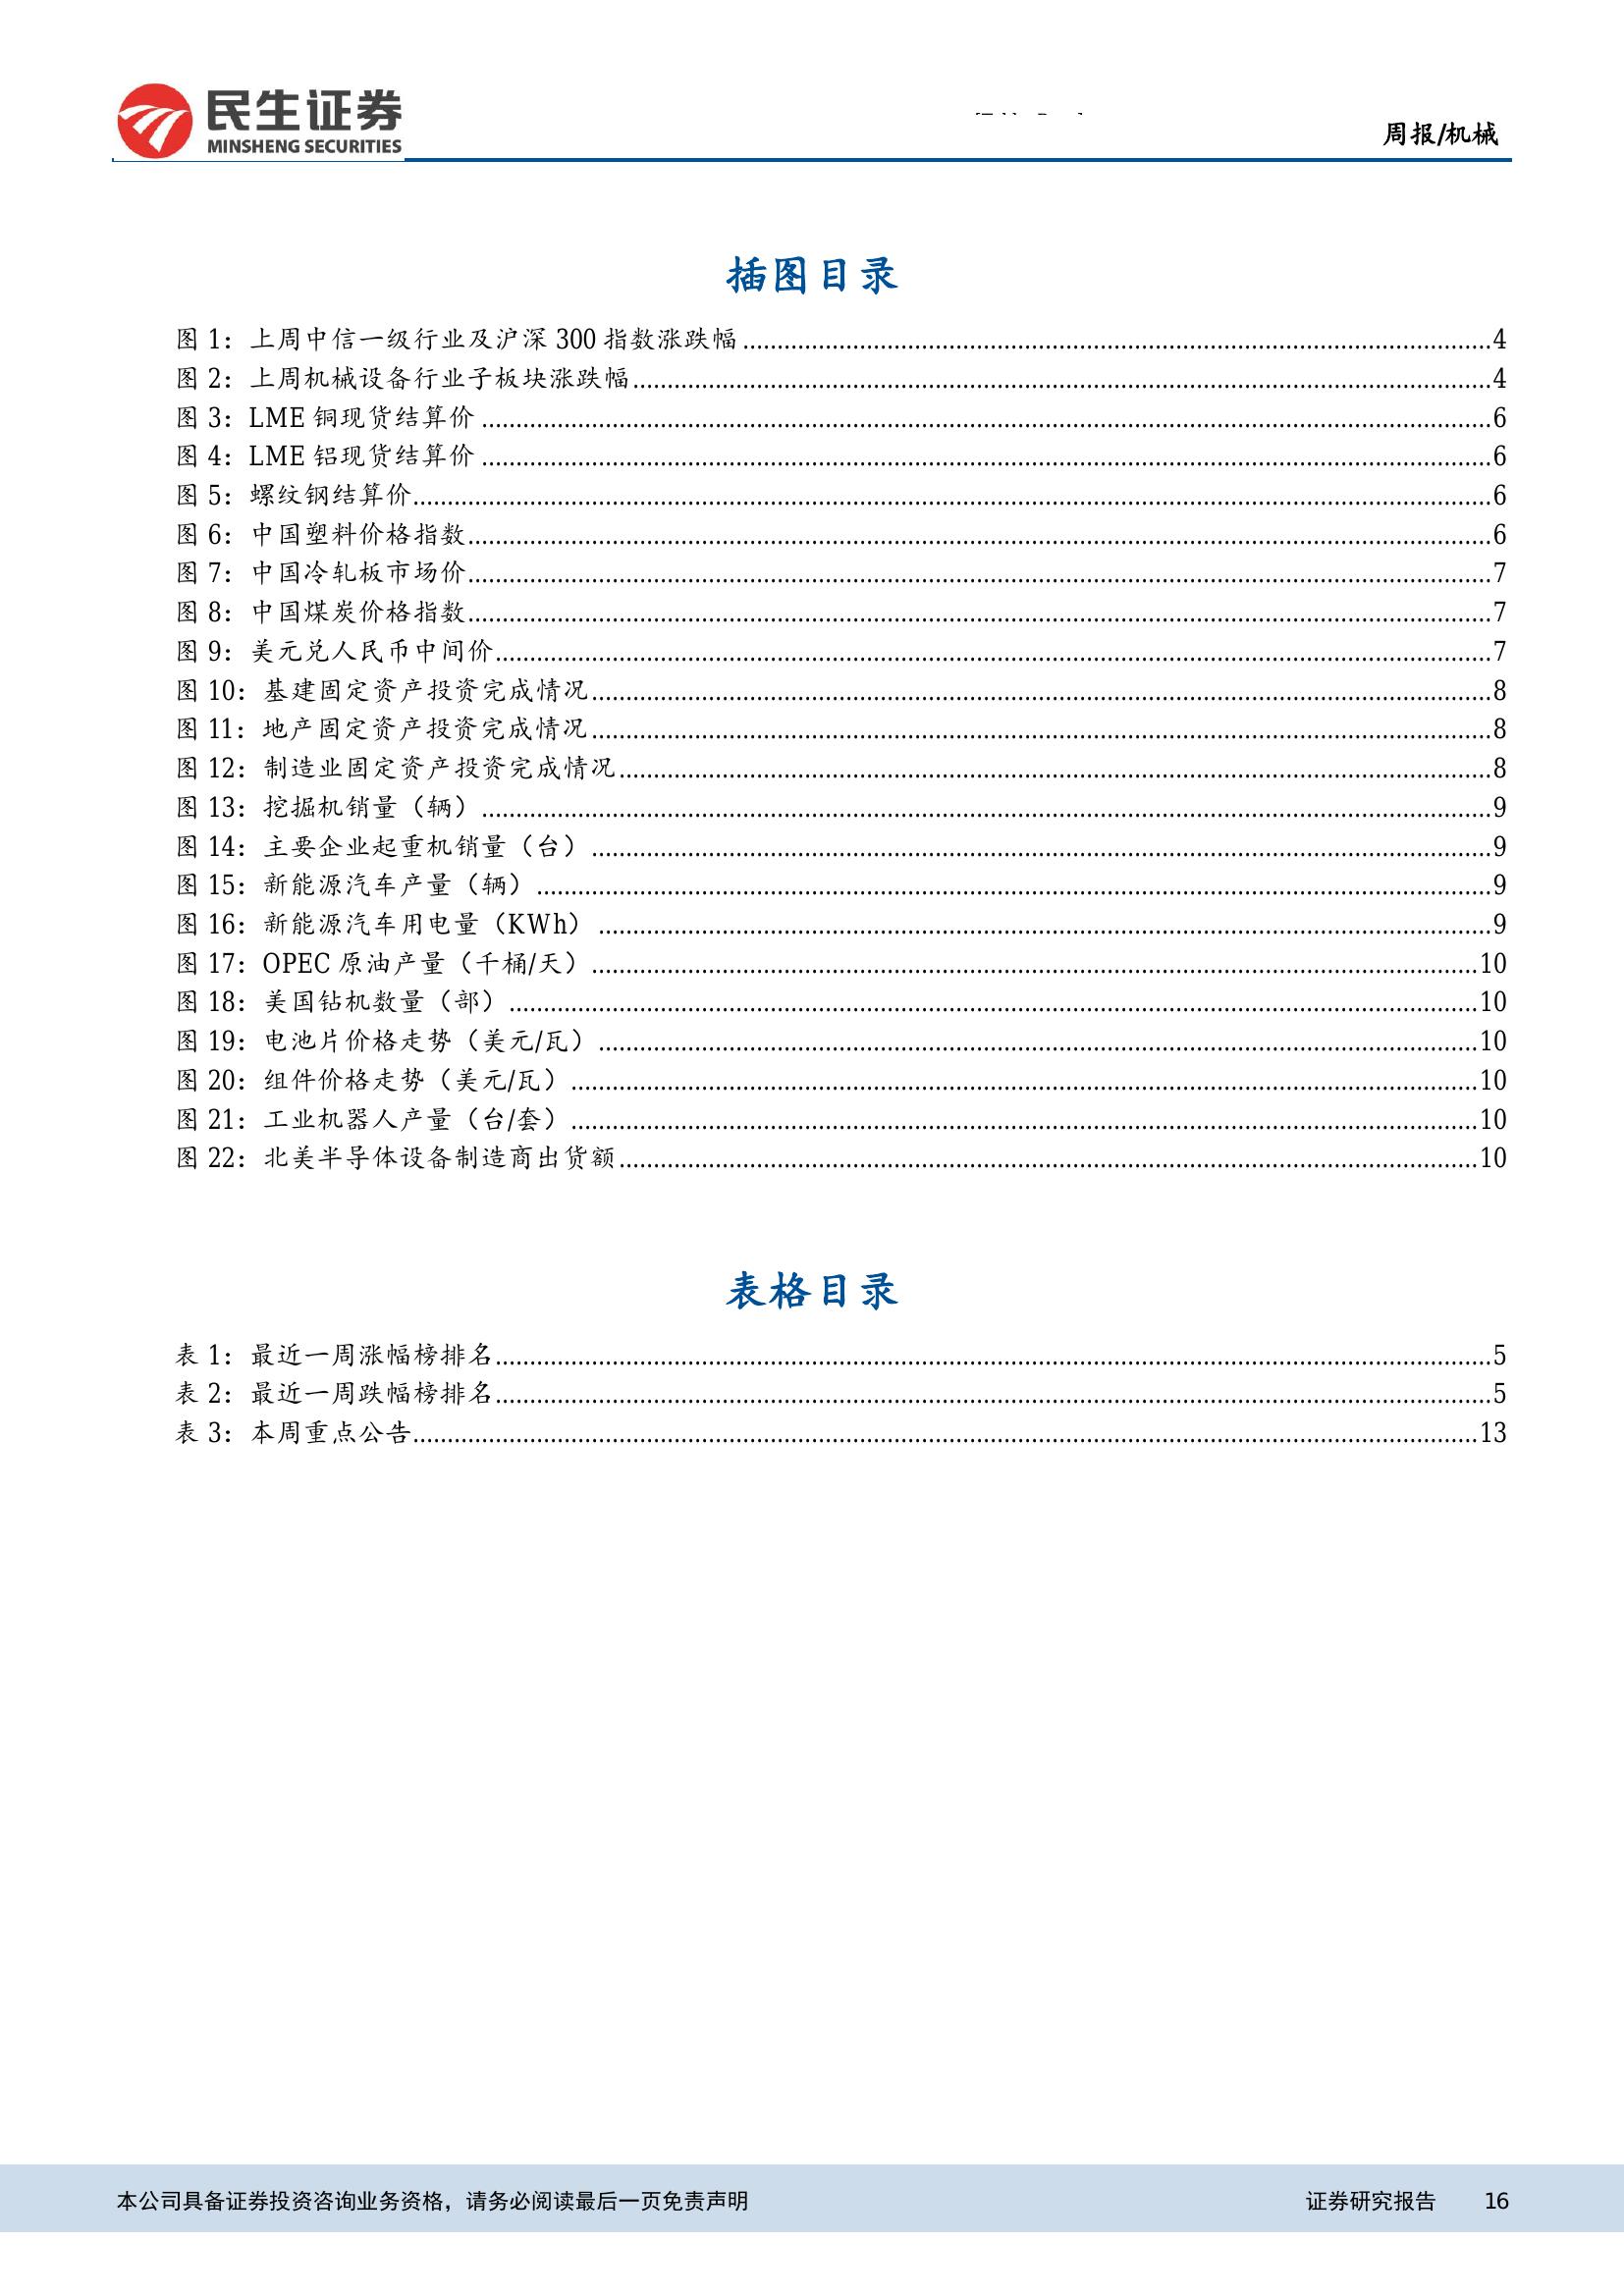 民生证券
MINSHENG SECURITIES
周报/机械
插图目录
图 1：上周中信一级行业及沪深 300 指数涨跌幅........4
图 2：上周机械设备行业子板块涨跌幅........4
图 3：LME 铜现货结算价........6
图 4：LME 铝现货结算价........6
图 5：螺纹钢结算价........6
图 6：中国塑料价格指数........6
图 7：中国冷轧板市场价........7
图 8：中国煤炭价格指数........7
图 9：美元兑人民币中间价........7
图 10：基建固定资产投资完成情况........8
图 11：地产固定资产投资完成情况........8
图 12：制造业固定资产投资完成情况........8
图 13：挖掘机销量（辆）........9
图 14：主要企业起重机销量（台）........9
图 15：新能源汽车产量（辆）........9
图 16：新能源汽车用电量（KWh）........9
图 17：OPEC 原油产量（千桶/天）........10
图 18：美国钻机数量（部）........10
图 19：电池片价格走势（美元/瓦）........10
图 20：组件价格走势（美元/瓦）........10
图 21：工业机器人产量（台/套）........10
图 22：北美半导体设备制造商出货额........10
表格目录
表 1：最近一周涨幅榜排名........5
表 2：最近一周跌幅榜排名........5
表 3：本周重点公告........13
本公司具备证券投资咨询业务资格，请务必阅读最后一页免责声明 证券研究报告 16